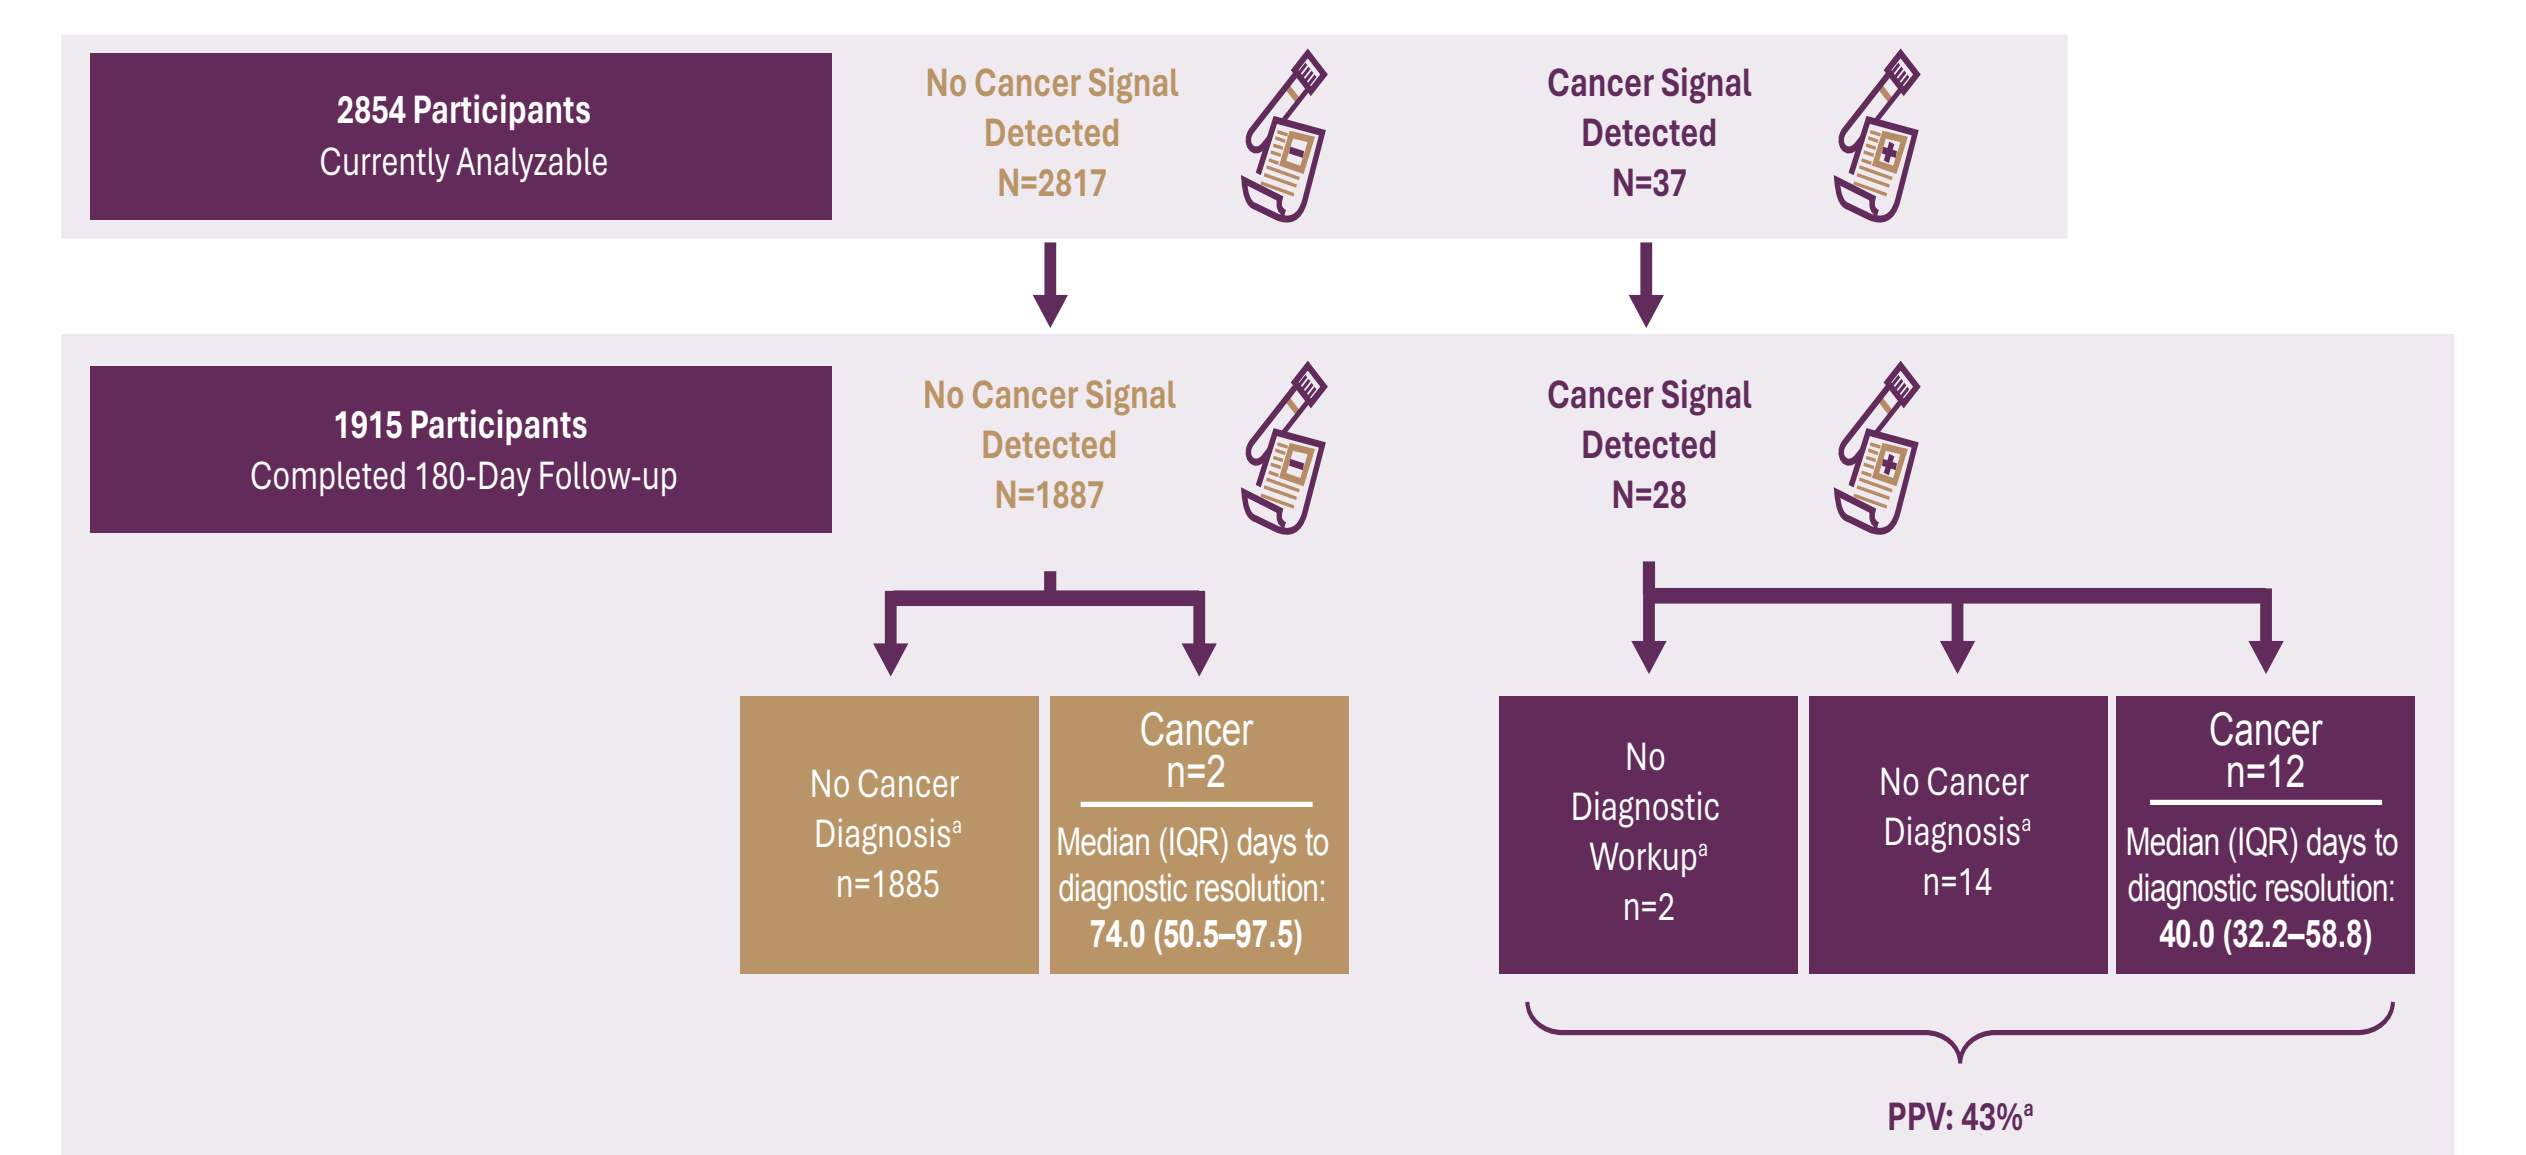 2854 Participants
Currently Analyzable
No Cancer Signal
Detected
N=2817
Cancer Signal
Detected
N=37
1915 Participants
Completed 180-Day Follow-up
No Cancer Signal
Detected
N=1887
Cancer Signal
Detected
N=28
No Cancer
Diagnosisᵃ
n=1885
Cancer
n=2
Median (IQR) days to
diagnostic resolution:
74.0 (50.5–97.5)
No
Diagnostic
Workupᵃ
n=2
No Cancer
Diagnosisᵃ
n=14
Cancer
n=12
Median (IQR) days to
diagnostic resolution:
40.0 (32.2–58.8)
PPV: 43%ᵃ